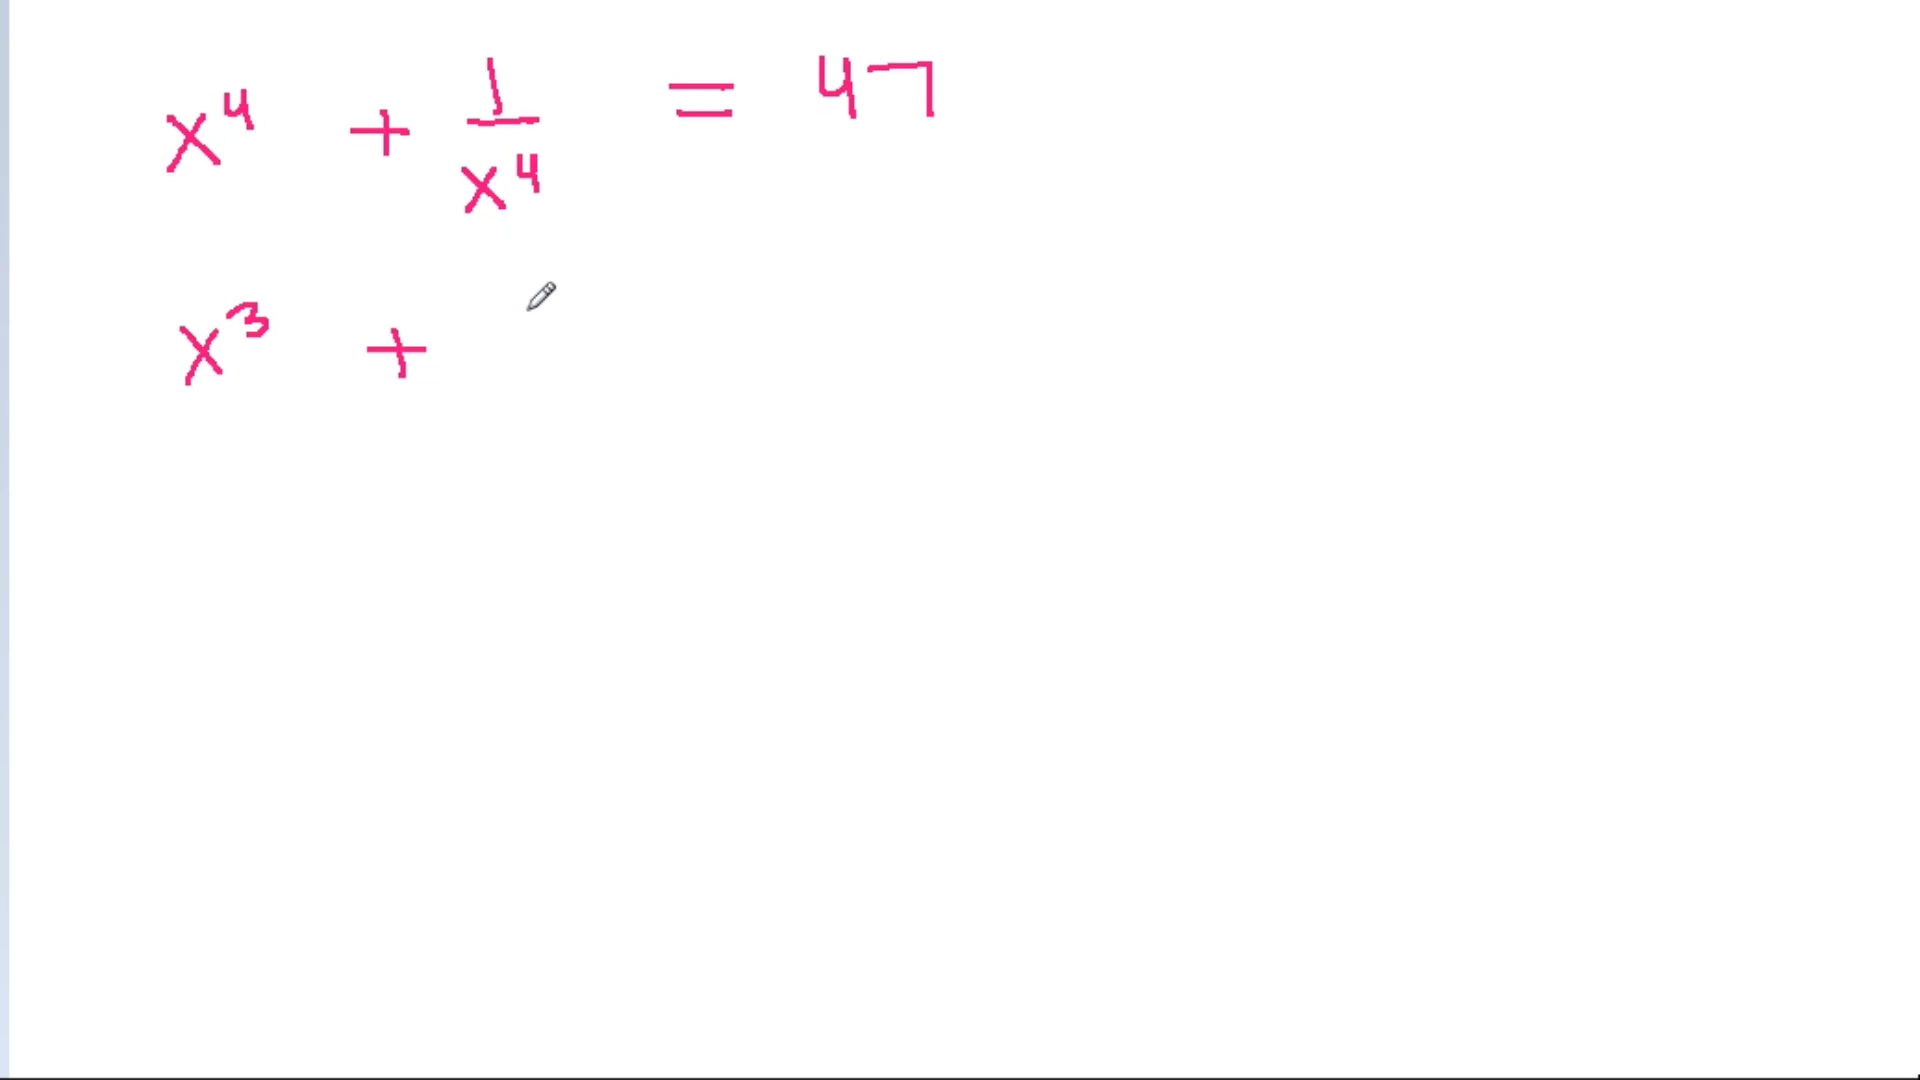 x⁴ + 1/x⁴ = 47
x³ +